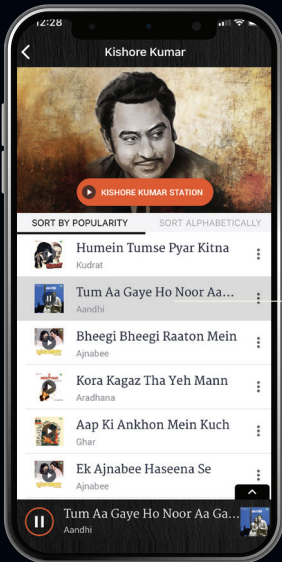 12:28
Kishore Kumar
KISHORE KUMAR STATION
SORT BY POPULARITY SORT ALPHABETICALLY
Humein Tumse Pyar Kitna
Kudrat
Tum Aa Gaye Ho Noor Aa...
Aandhi
Bheegi Bheegi Raaton Mein
Ajnabee
Kora Kagaz Tha Yeh Mann
Aradhana
Aap Ki Ankhon Mein Kuch
Ghar
Ek Ajnabee Haseena Se
Ajnabee
Tum Aa Gaye Ho Noor Aa Ga...
Aandhi